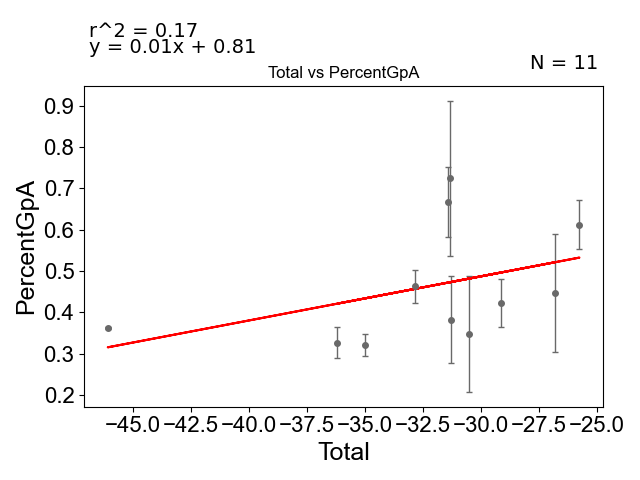 r^2 = 0.17
y = 0.01x + 0.81
N = 11
Total vs PercentGpA
0.9
0.8
0.7
0.6
0.5
0.4
0.3
0.2
PercentGpA
−45.0 −42.5 −40.0 −37.5 −35.0 −32.5 −30.0 −27.5 −25.0
Total